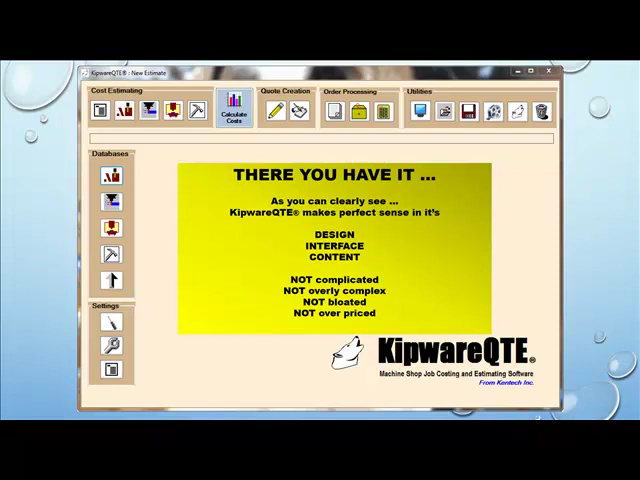 KipwareQTE® : New Estimate
Cost Estimating
Quote Creation
Order Processing
Utilities
Calculate
Costs
Databases
THERE YOU HAVE IT ...
As you can clearly see ...
KipwareQTE® makes perfect sense in it's
DESIGN
INTERFACE
CONTENT
NOT complicated
NOT overly complex
NOT bloated
NOT over priced
Settings
KipwareQTE®
Machine Shop Job Costing and Estimating Software
From Kentech Inc.